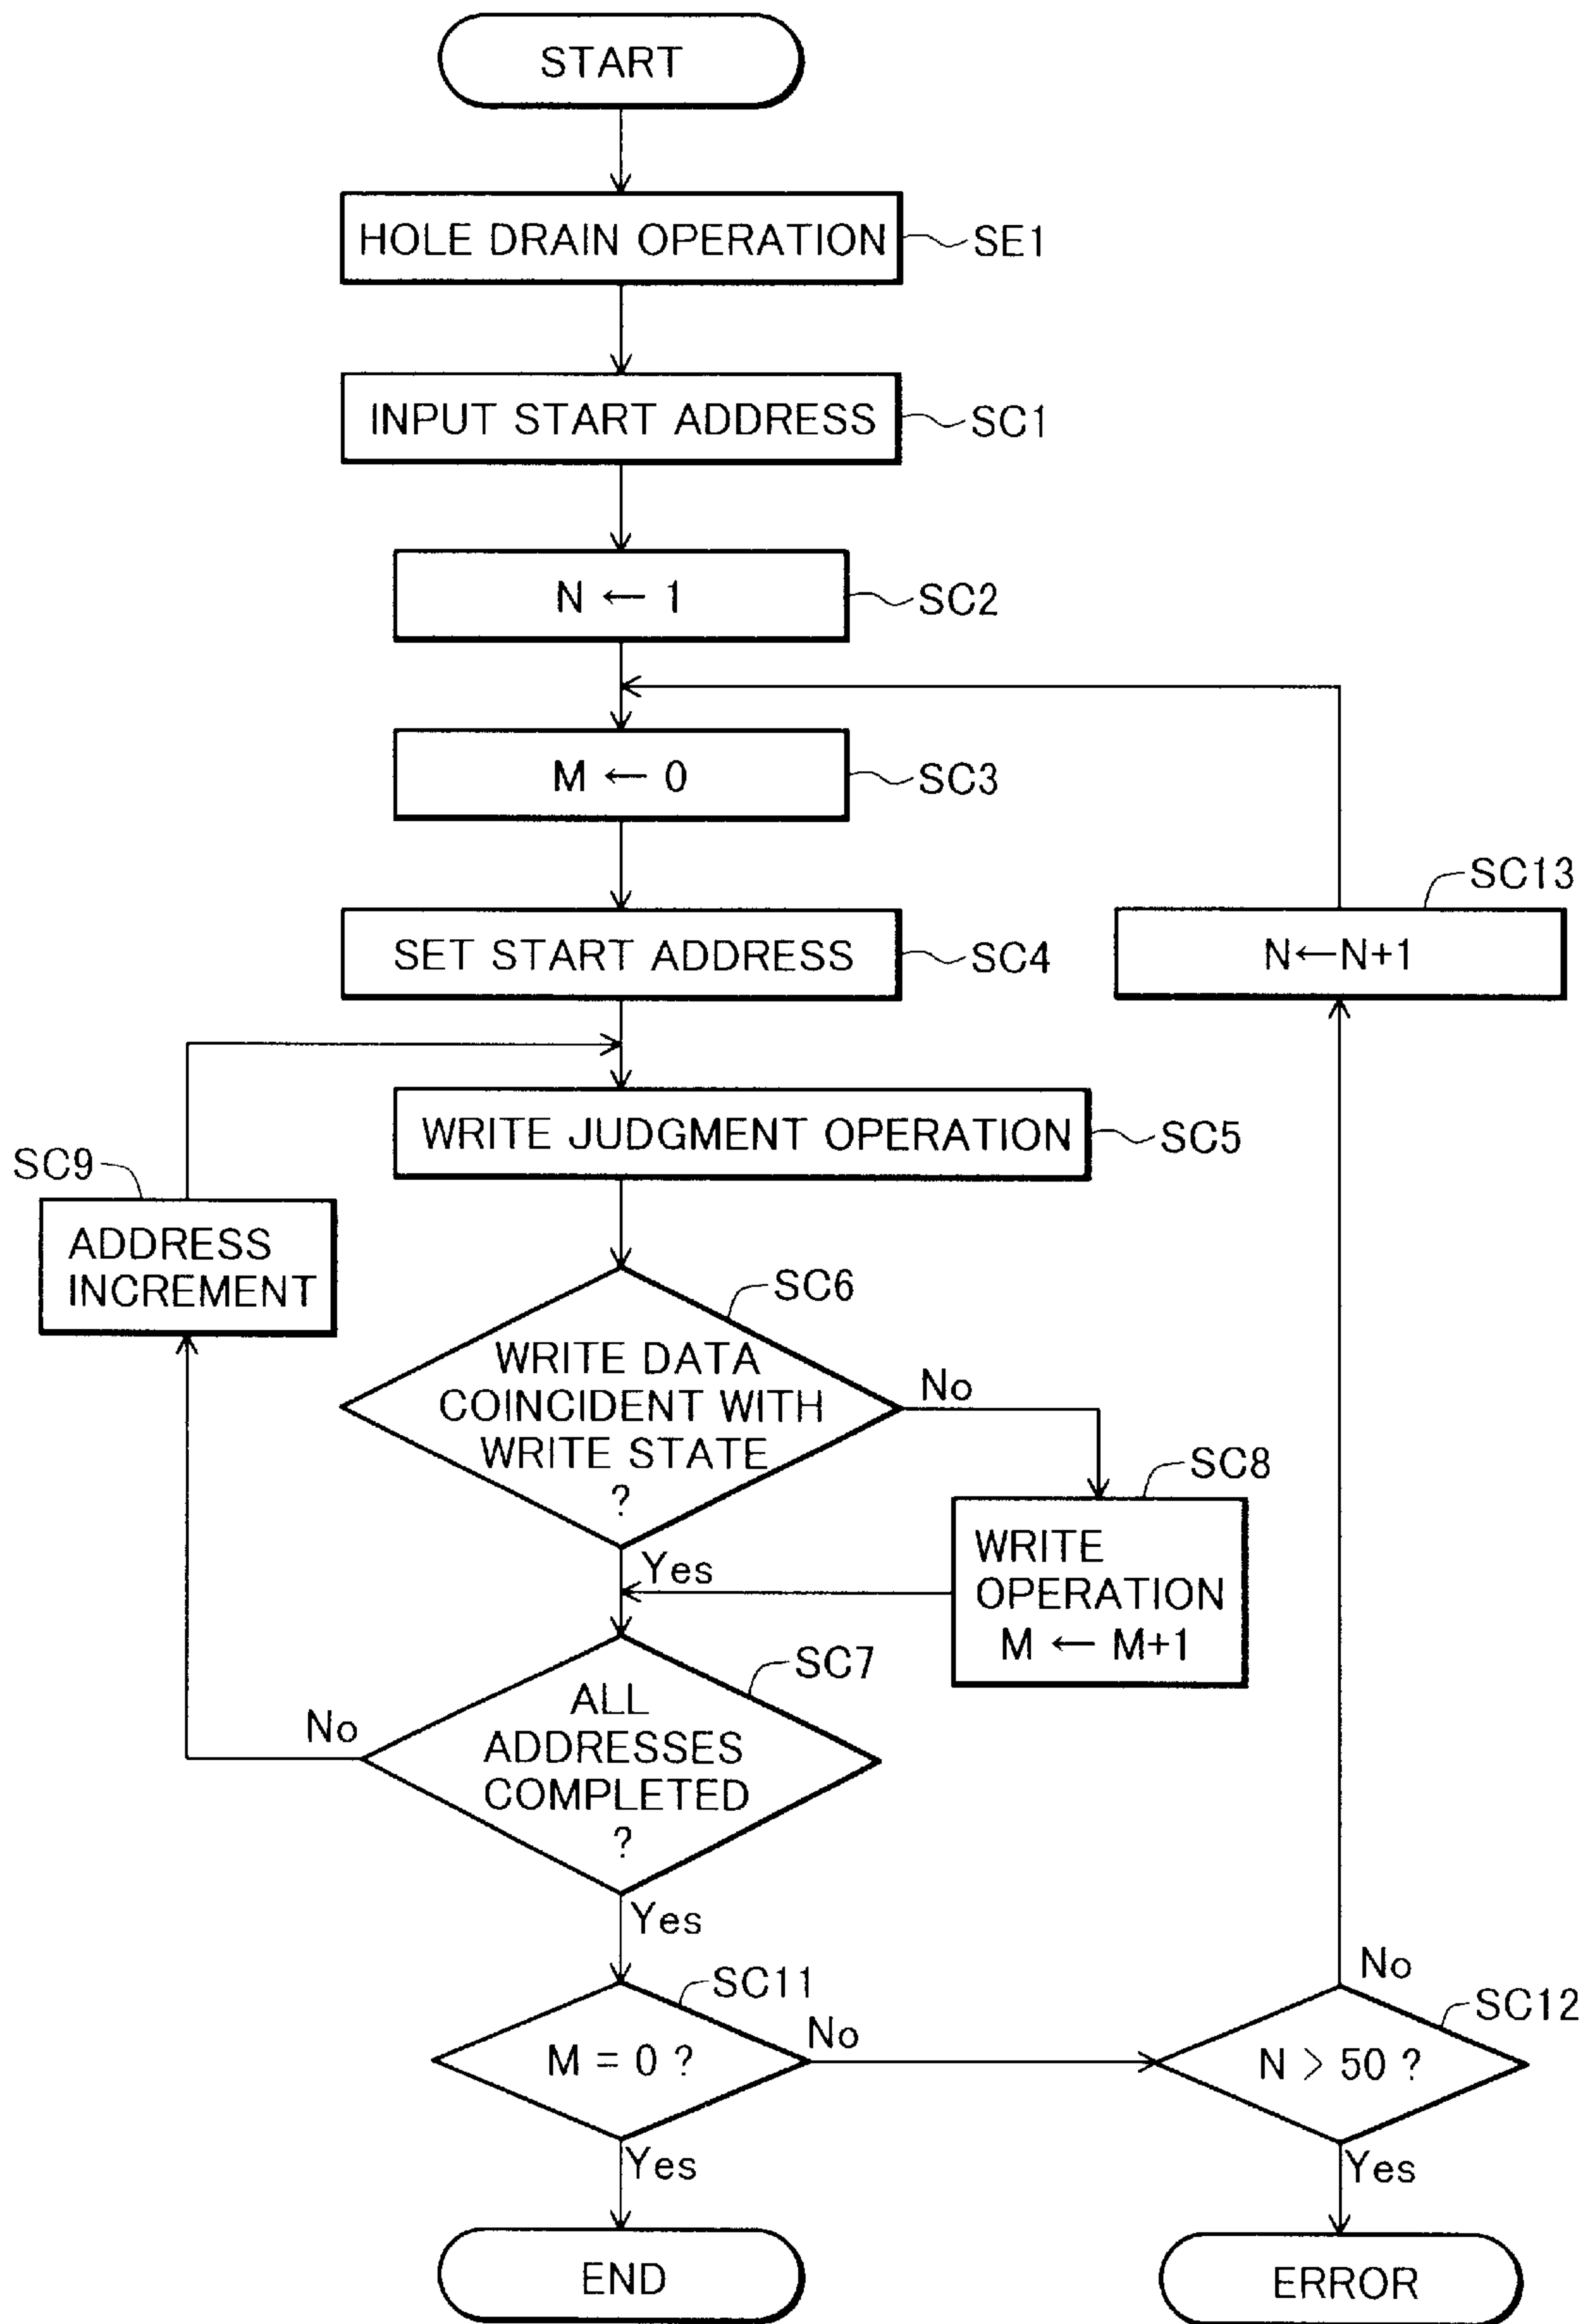 START
HOLE DRAIN OPERATION
SE1
INPUT START ADDRESS
SC1
N ← 1
SC2
M ← 0
SC3
SC13
SET START ADDRESS
SC4
N←N+1
WRITE JUDGMENT OPERATION
SC5
SC9
ADDRESS
INCREMENT
SC6
WRITE DATA
COINCIDENT WITH
WRITE STATE
?
No
SC8
WRITE
OPERATION
M ← M+1
Yes
SC7
ALL
ADDRESSES
COMPLETED
?
No
Yes
SC11
M = 0 ?
No
No
SC12
N > 50 ?
Yes
Yes
END
ERROR